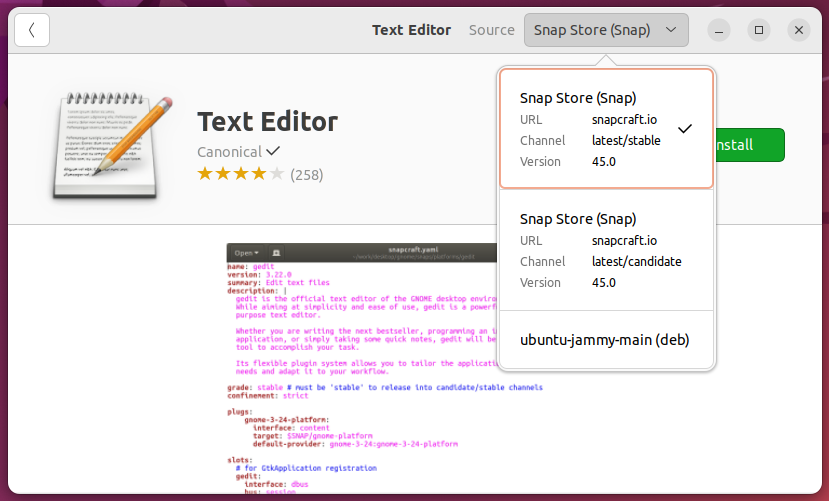 Text Editor Source Snap Store (Snap)
Snap Store (Snap)
URL snapcraft.io
Channel latest/stable
Version 45.0
Snap Store (Snap)
URL snapcraft.io
Channel latest/candidate
Version 45.0
ubuntu-jammy-main (deb)
Text Editor
Canonical
(258)
nstall
Open
snapcraft.yaml
name: gedit
version: 3.22.0
summary: Edit text files
description: |
gedit is the official text editor of the GNOME desktop enviro
While aiming at simplicity and ease of use, gedit is a powerf
purpose text editor.
Whether you are writing the next bestseller, programming an i
application, or simply taking some quick notes, gedit will be
tool to accomplish your task.
Its flexible plugin system allows you to tailor the applicatio
needs and adapt it to your workflow.
grade: stable # must be 'stable' to release into candidate/stable channels
confinement: strict
plugs:
gnome-3-24-platform:
interface: content
target: $SNAP/gnome-platform
default-provider: gnome-3-24:gnome-3-24-platform
slots:
# for GtkApplication registration
gedit:
interface: dbus
bus: session